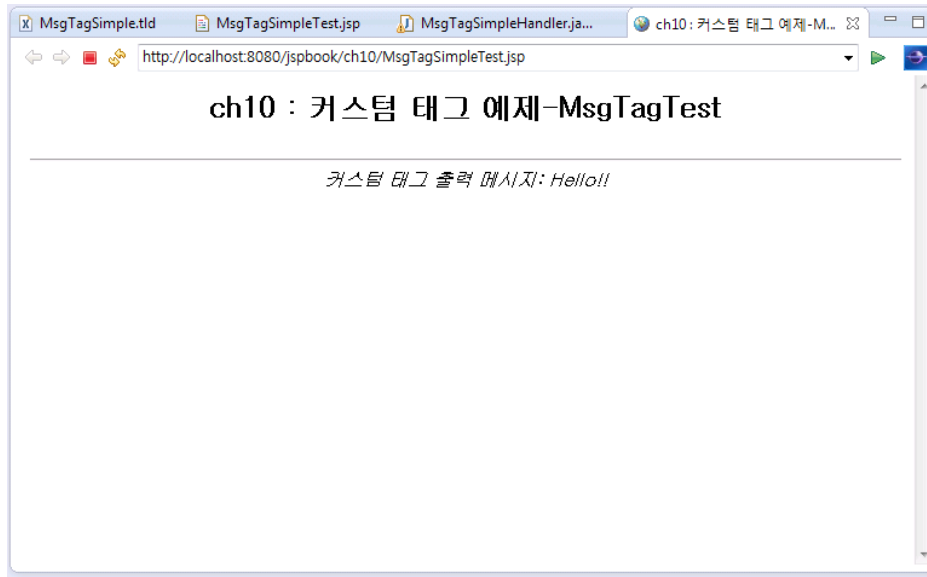 MsgTagSimple.tld MsgTagSimpleTest.jsp MsgTagSimpleHandler.ja... ch10 : 커스텀 태그 예제-M...
http://localhost:8080/jspbook/ch10/MsgTagSimpleTest.jsp
ch10 : 커스텀 태그 예제-MsgTagTest
커스텀 태그 출력 메시지: Hello!!